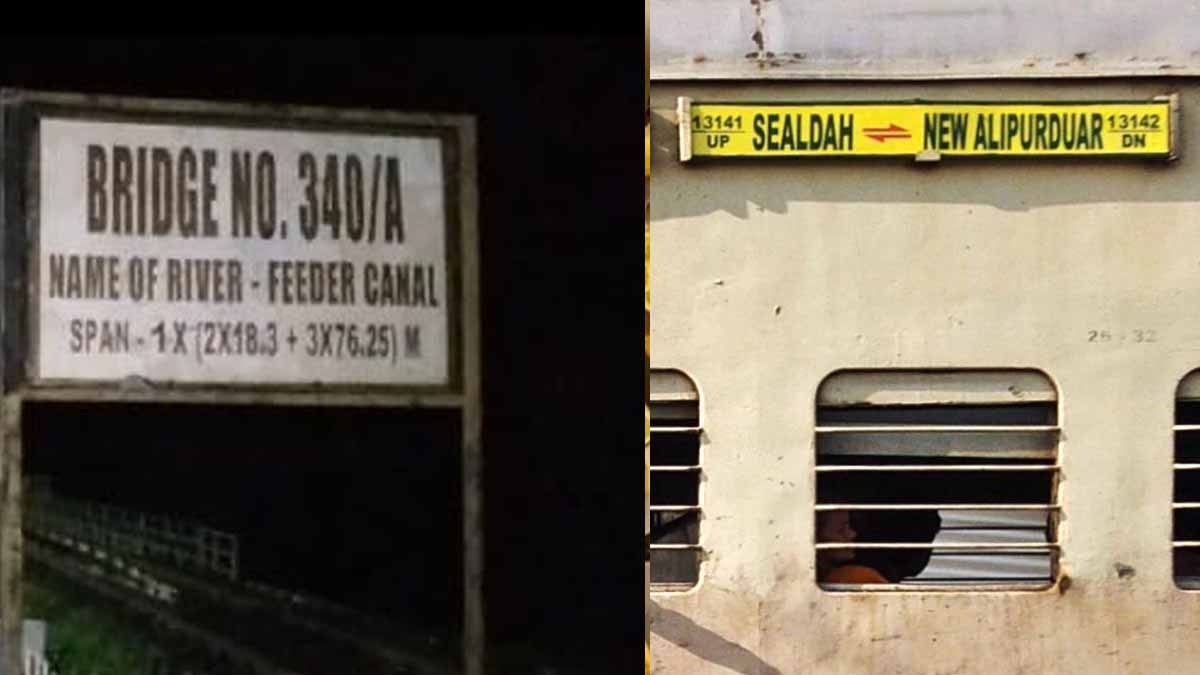 BRIDGE NO. 340/A
NAME OF RIVER - FEEDER CANAL
SPAN - 1 X (2X18.3 + 3X76.25) M
13141 UP SEALDAH ⇌ NEW ALIPURDUAR 13142 DN
25 - 32